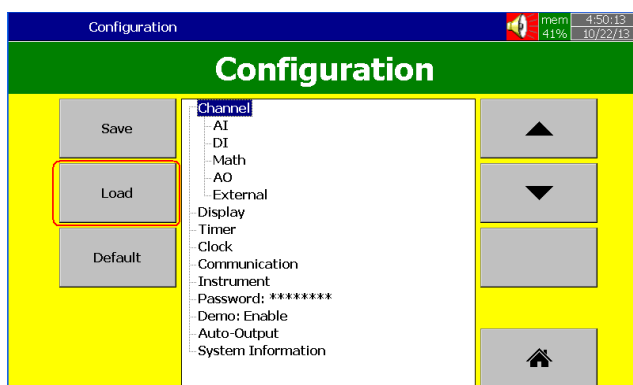 Configuration
mem
41%
4:50:13
10/22/13
Configuration
Save
Load
Default
Channel
AI
DI
Math
AO
External
Display
Timer
Clock
Communication
Instrument
Password: ********
Demo: Enable
Auto-Output
System Information